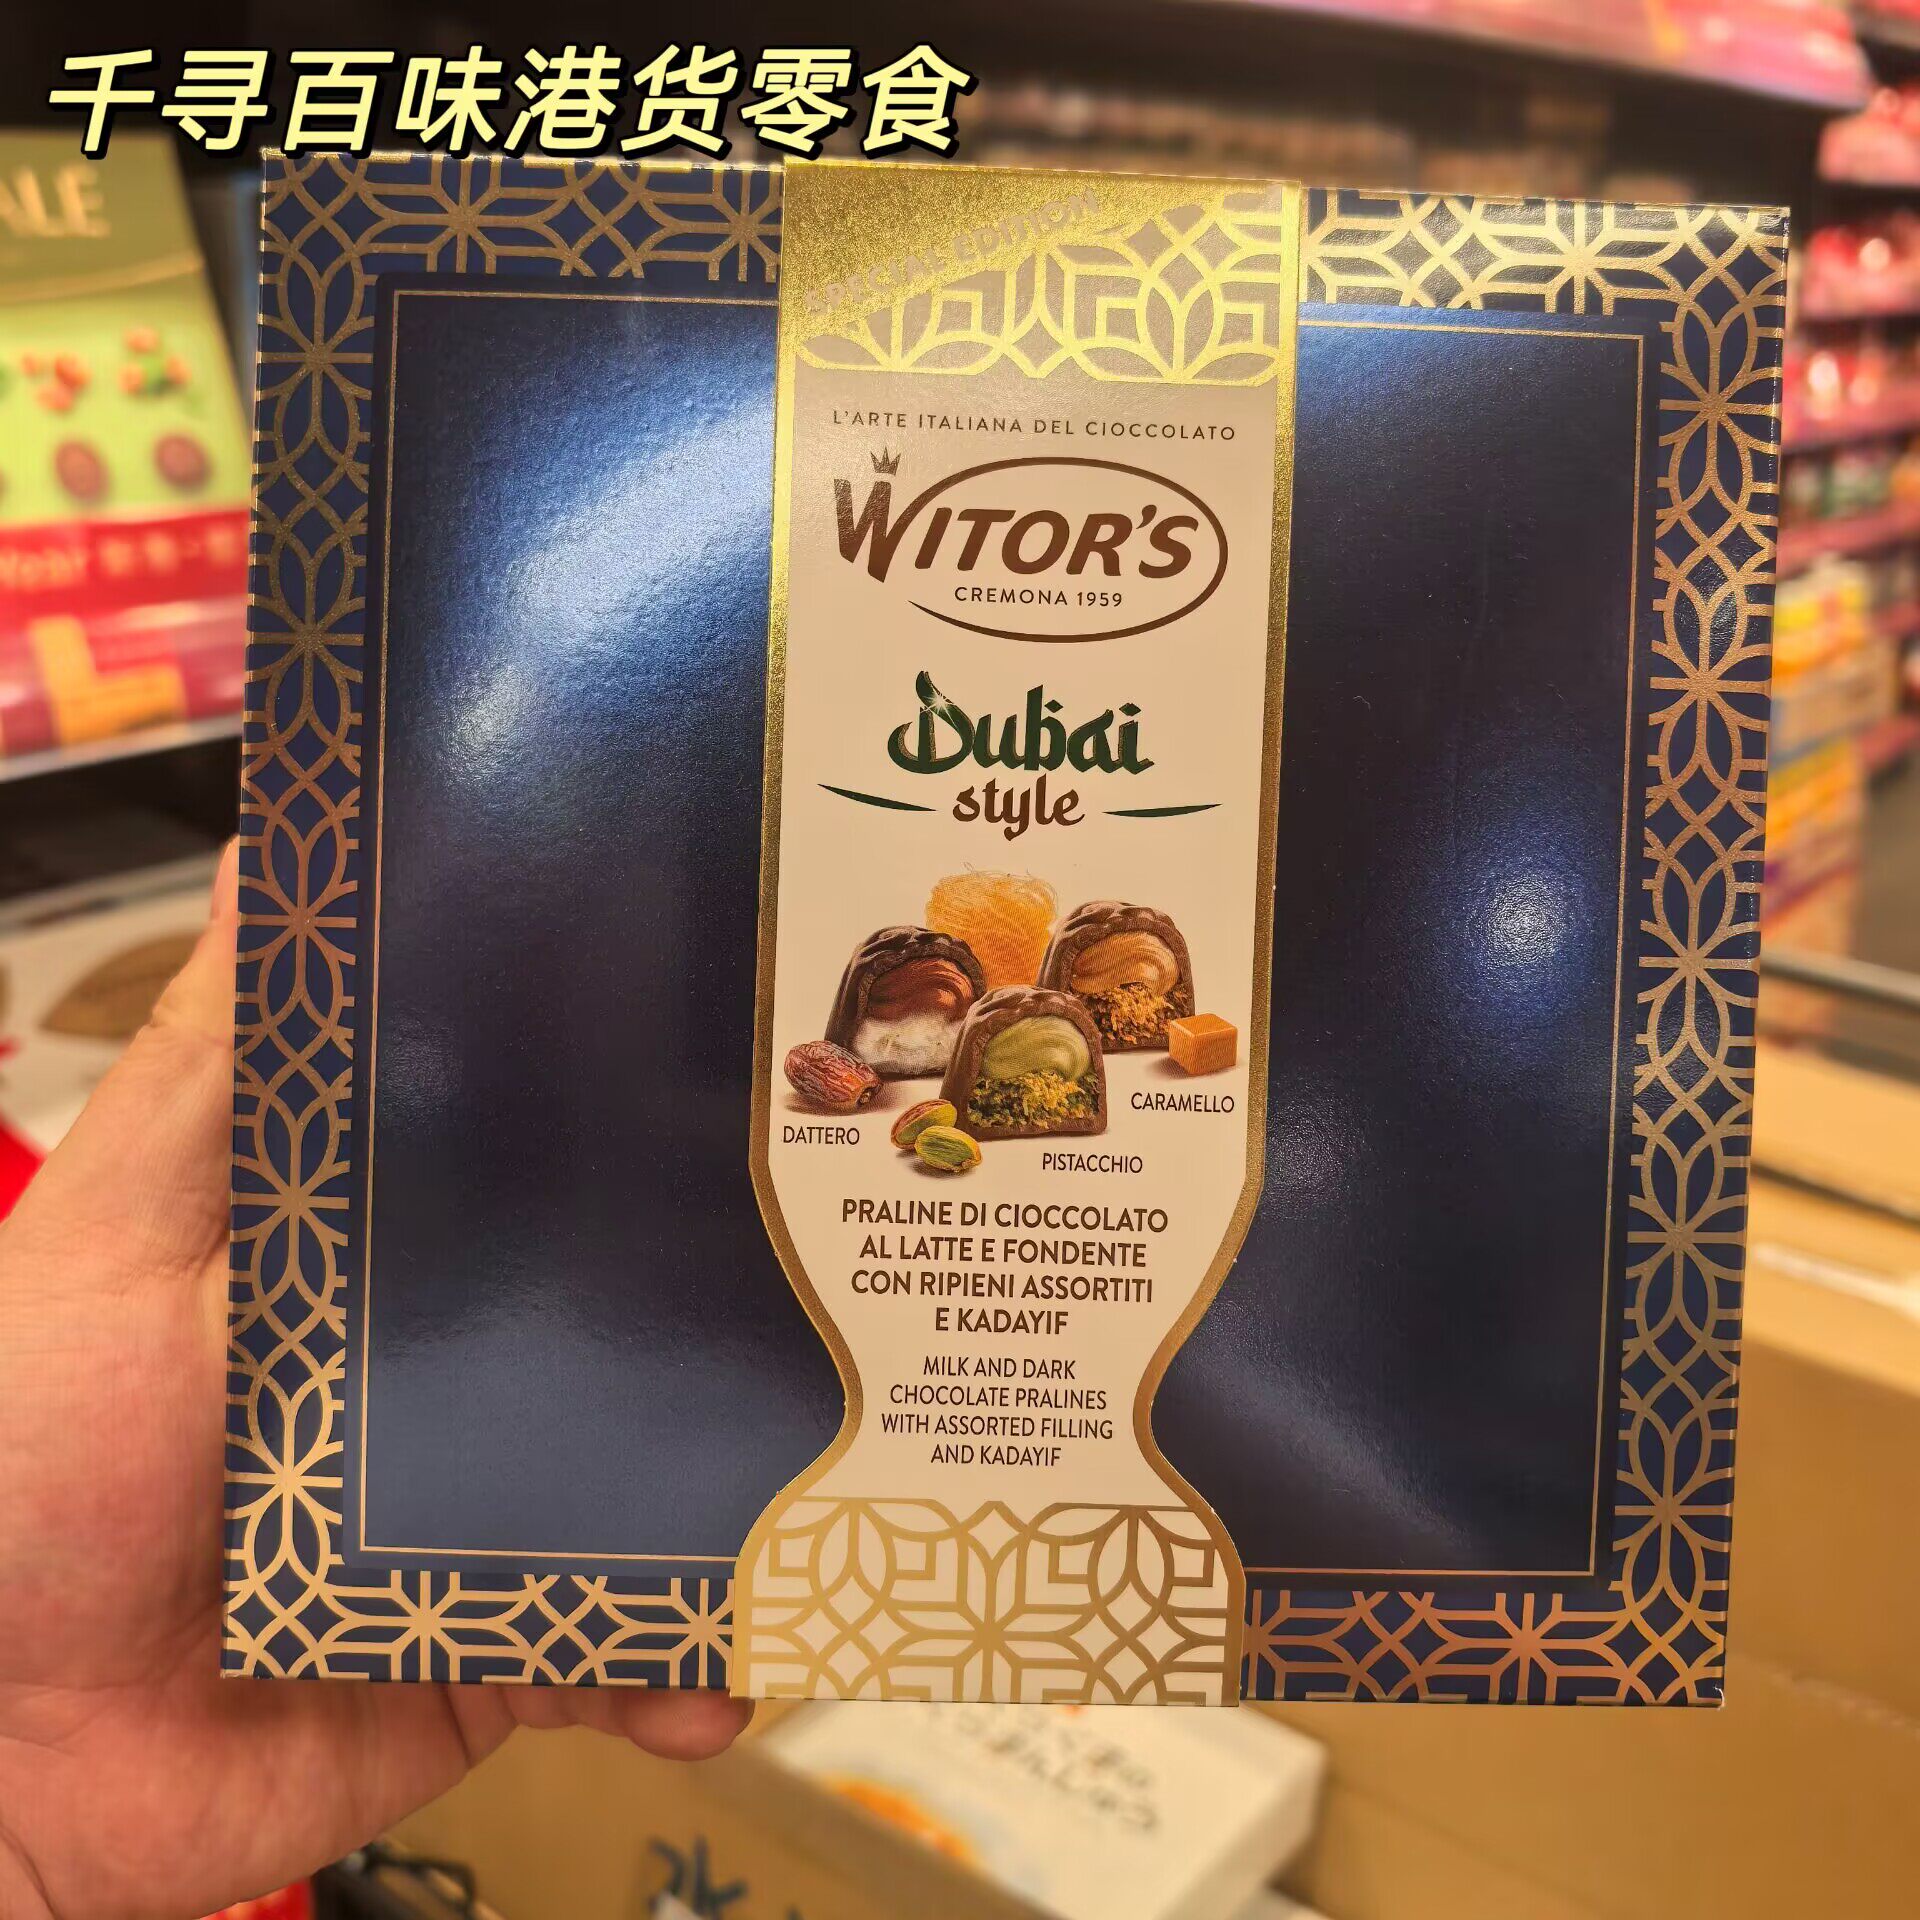 千寻百味港货零食
ALE
SPECIAL EDITION
L'ARTE ITALIANA DEL CIOCCOLATO
WITOR'S
CREMONA 1959
Dubai
style
DATTERO
CARAMELLO
PISTACCHIO
PRALINE DI CIOCCOLATO
AL LATTE E FONDENTE
CON RIPIENI ASSORTITI
E KADAYIF
MILK AND DARK
CHOCOLATE PRALINES
WITH ASSORTED FILLING
AND KADAYIF